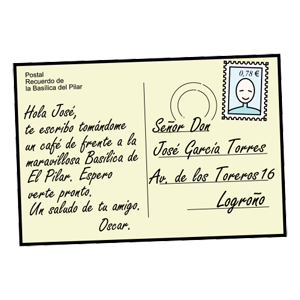 Postal
Recuerdo de
la Basílica del Pilar
Hola José,
te escribo tomándome
un café de frente a la
maravillosa Basílica de
El Pilar. Espero
verte pronto.
Un saludo de tu amigo.
Oscar.
0,78 €
Señor Don
José García Torres
Av. de los Toreros 16
Logroño